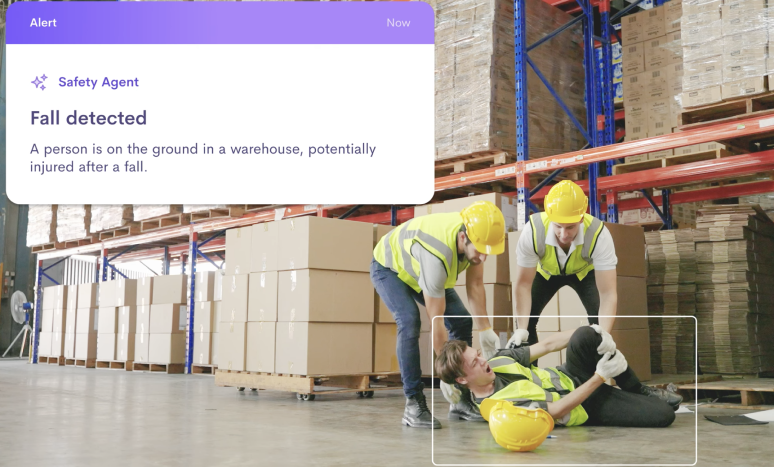 Alert
Now
Safety Agent
Fall detected
A person is on the ground in a warehouse, potentially
injured after a fall.